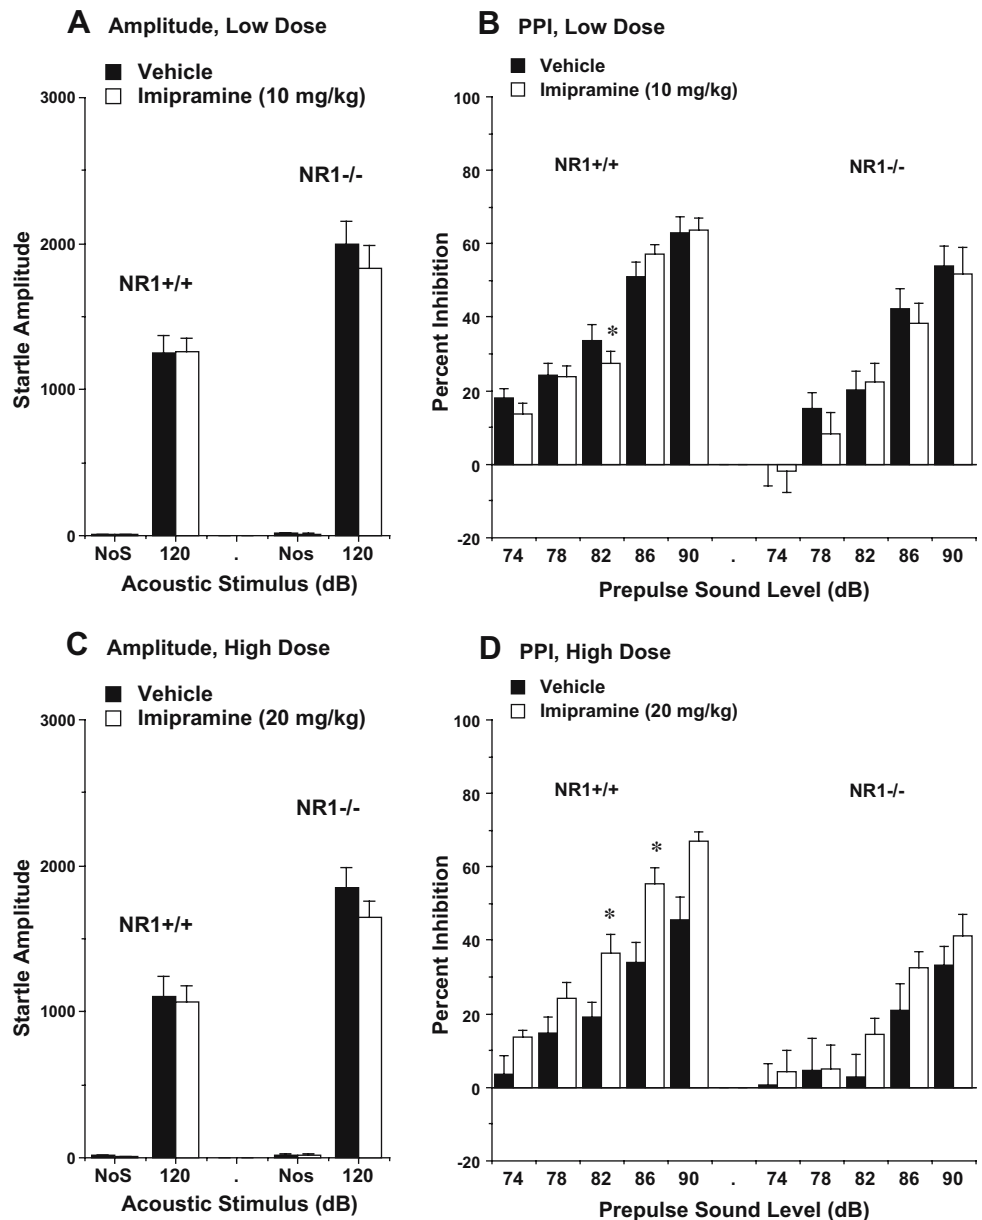 A Amplitude, Low Dose
Vehicle
Imipramine (10 mg/kg)
3000
2000
1000
0
Startle Amplitude
NR1+/+
NR1-/-
NoS 120 . Nos 120
Acoustic Stimulus (dB)
B PPI, Low Dose
Vehicle
Imipramine (10 mg/kg)
100
80
60
40
20
0
-20
Percent Inhibition
NR1+/+
NR1-/-
*
74 78 82 86 90 . 74 78 82 86 90
Prepulse Sound Level (dB)
C Amplitude, High Dose
Vehicle
Imipramine (20 mg/kg)
3000
2000
1000
0
Startle Amplitude
NR1+/+
NR1-/-
NoS 120 . Nos 120
Acoustic Stimulus (dB)
D PPI, High Dose
Vehicle
Imipramine (20 mg/kg)
100
80
60
40
20
0
-20
Percent Inhibition
NR1+/+
NR1-/-
*
*
74 78 82 86 90 . 74 78 82 86 90
Prepulse Sound Level (dB)